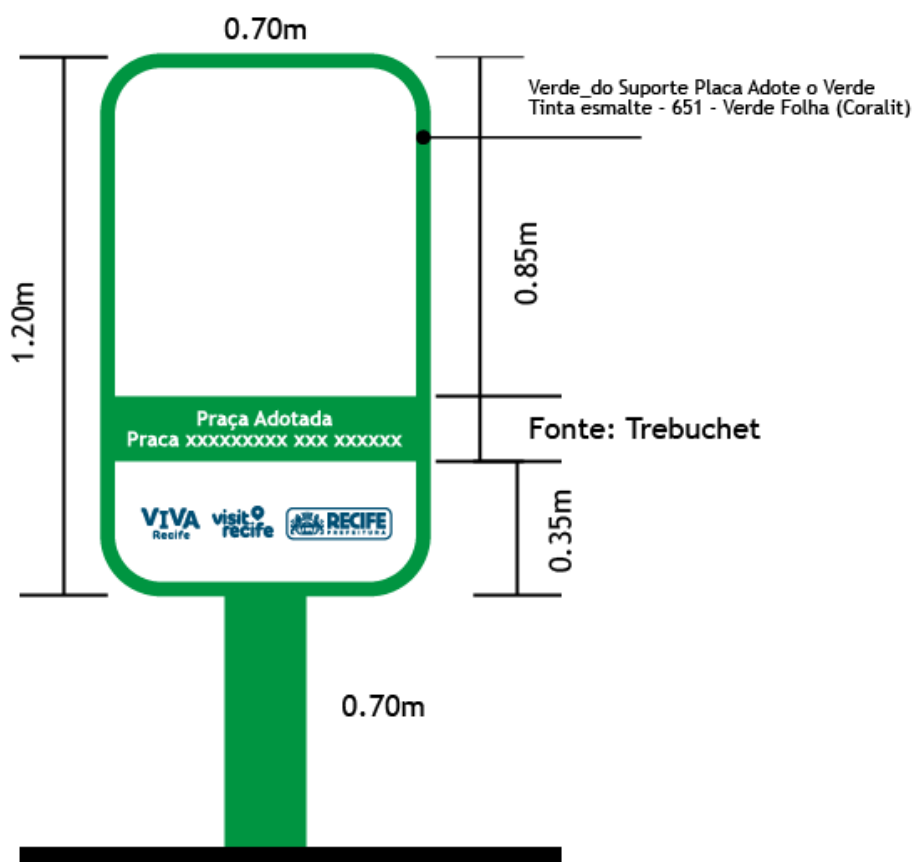 0.70m
Verde_do Suporte Placa Adote o Verde
Tinta esmalte - 651 - Verde Folha (Coralit)
1.20m
0.85m
Praça Adotada
Praca xxxxxxxxx xxx xxxxxx
Fonte: Trebuchet
VIVA
Recife
visit
recife
RECIFE
PREFEITURA
0.35m
0.70m